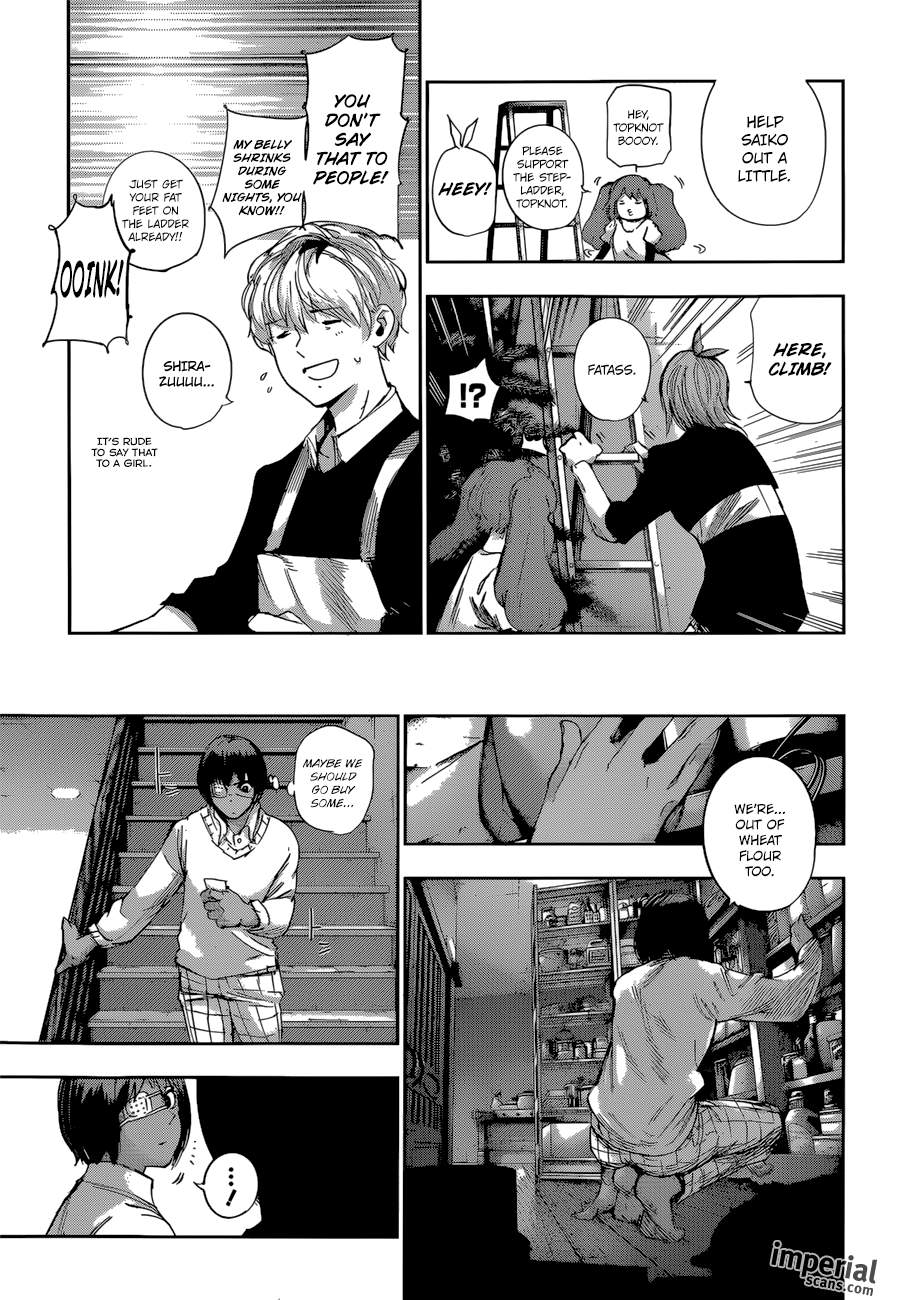 HELP
SAIKO
OUT A
LITTLE.
HEY,
TOPKNOT
BOOOY.
PLEASE
SUPPORT
THE STEP-
LADDER,
TOPKNOT.
HEEY!
HERE,
CLIMB!
FATASS.
!?
YOU
DON'T
SAY
THAT TO
PEOPLE!
MY BELLY
SHRINKS
DURING
SOME
NIGHTS, YOU
KNOW!!
JUST GET
YOUR FAT
FEET ON
THE LADDER
ALREADY!!
OOINK!
SHIRA-
ZUUUU...
IT'S RUDE
TO SAY THAT
TO A GIRL.
WE'RE...
OUT OF
WHEAT
FLOUR
TOO.
MAYBE WE
SHOULD
GO BUY
SOME...
...!
imperial
scans.com